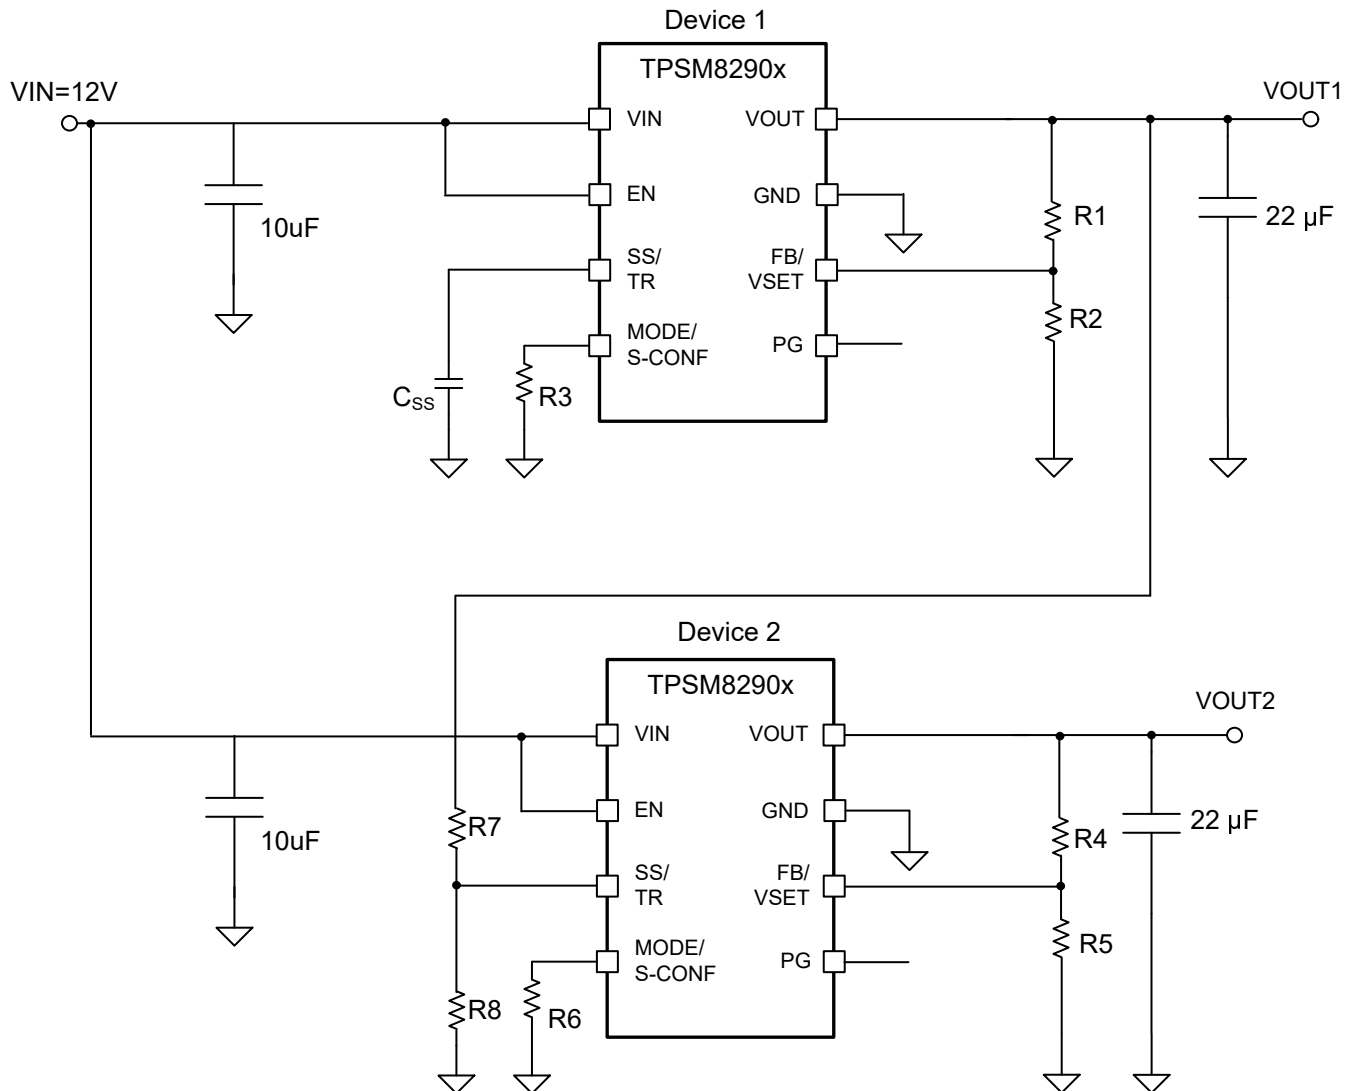 Device 1
TPSM8290x
VIN=12V
VOUT1
VIN
VOUT
EN
GND
10uF
R1
22 µF
SS/
TR
FB/
VSET
R2
MODE/
S-CONF
PG
CSS
R3
Device 2
TPSM8290x
VOUT2
VIN
VOUT
EN
GND
10uF
R7
R4
22 µF
SS/
TR
FB/
VSET
R5
MODE/
S-CONF
PG
R8
R6